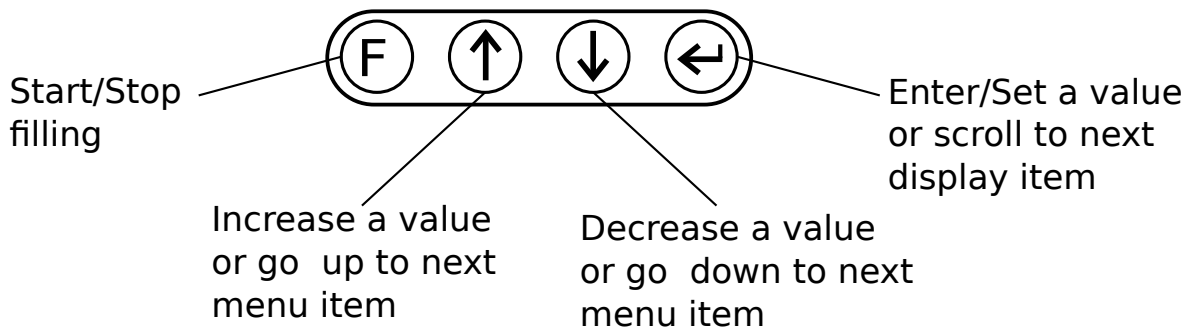 F
Start/Stop
filling
Enter/Set a value
or scroll to next
display item
Increase a value
or go  up to next
menu item
Decrease a value
or go  down to next
menu item